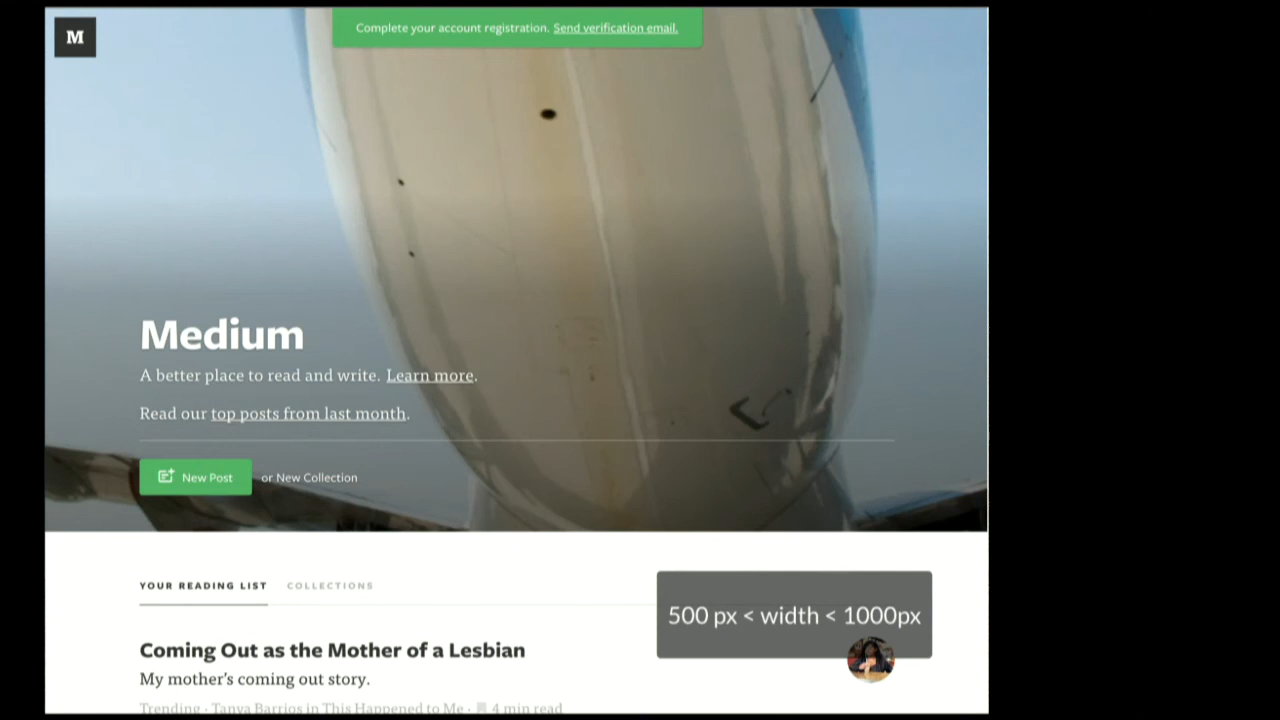 Complete your account registration. Send verification email.
M
Medium
A better place to read and write. Learn more.
Read our top posts from last month.
New Post or New Collection
YOUR READING LIST COLLECTIONS
500 px < width < 1000px
Coming Out as the Mother of a Lesbian
My mother's coming out story.
Trending · Tanya Barrios in This Happened to Me · 4 min read